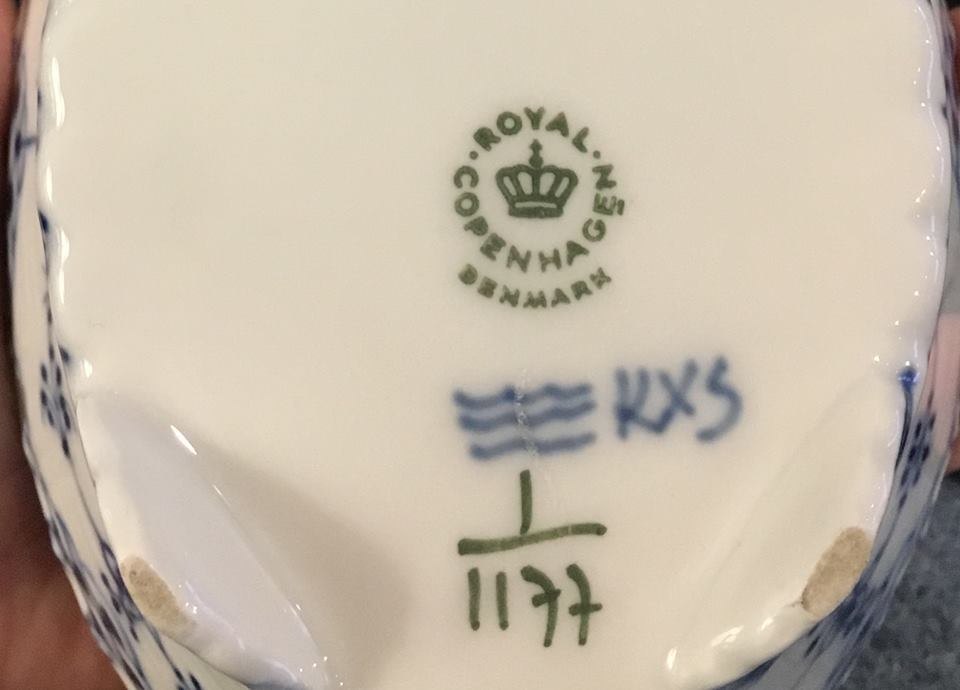 ROYAL · COPENHAGEN ·
DENMARK
KXS
1
1177